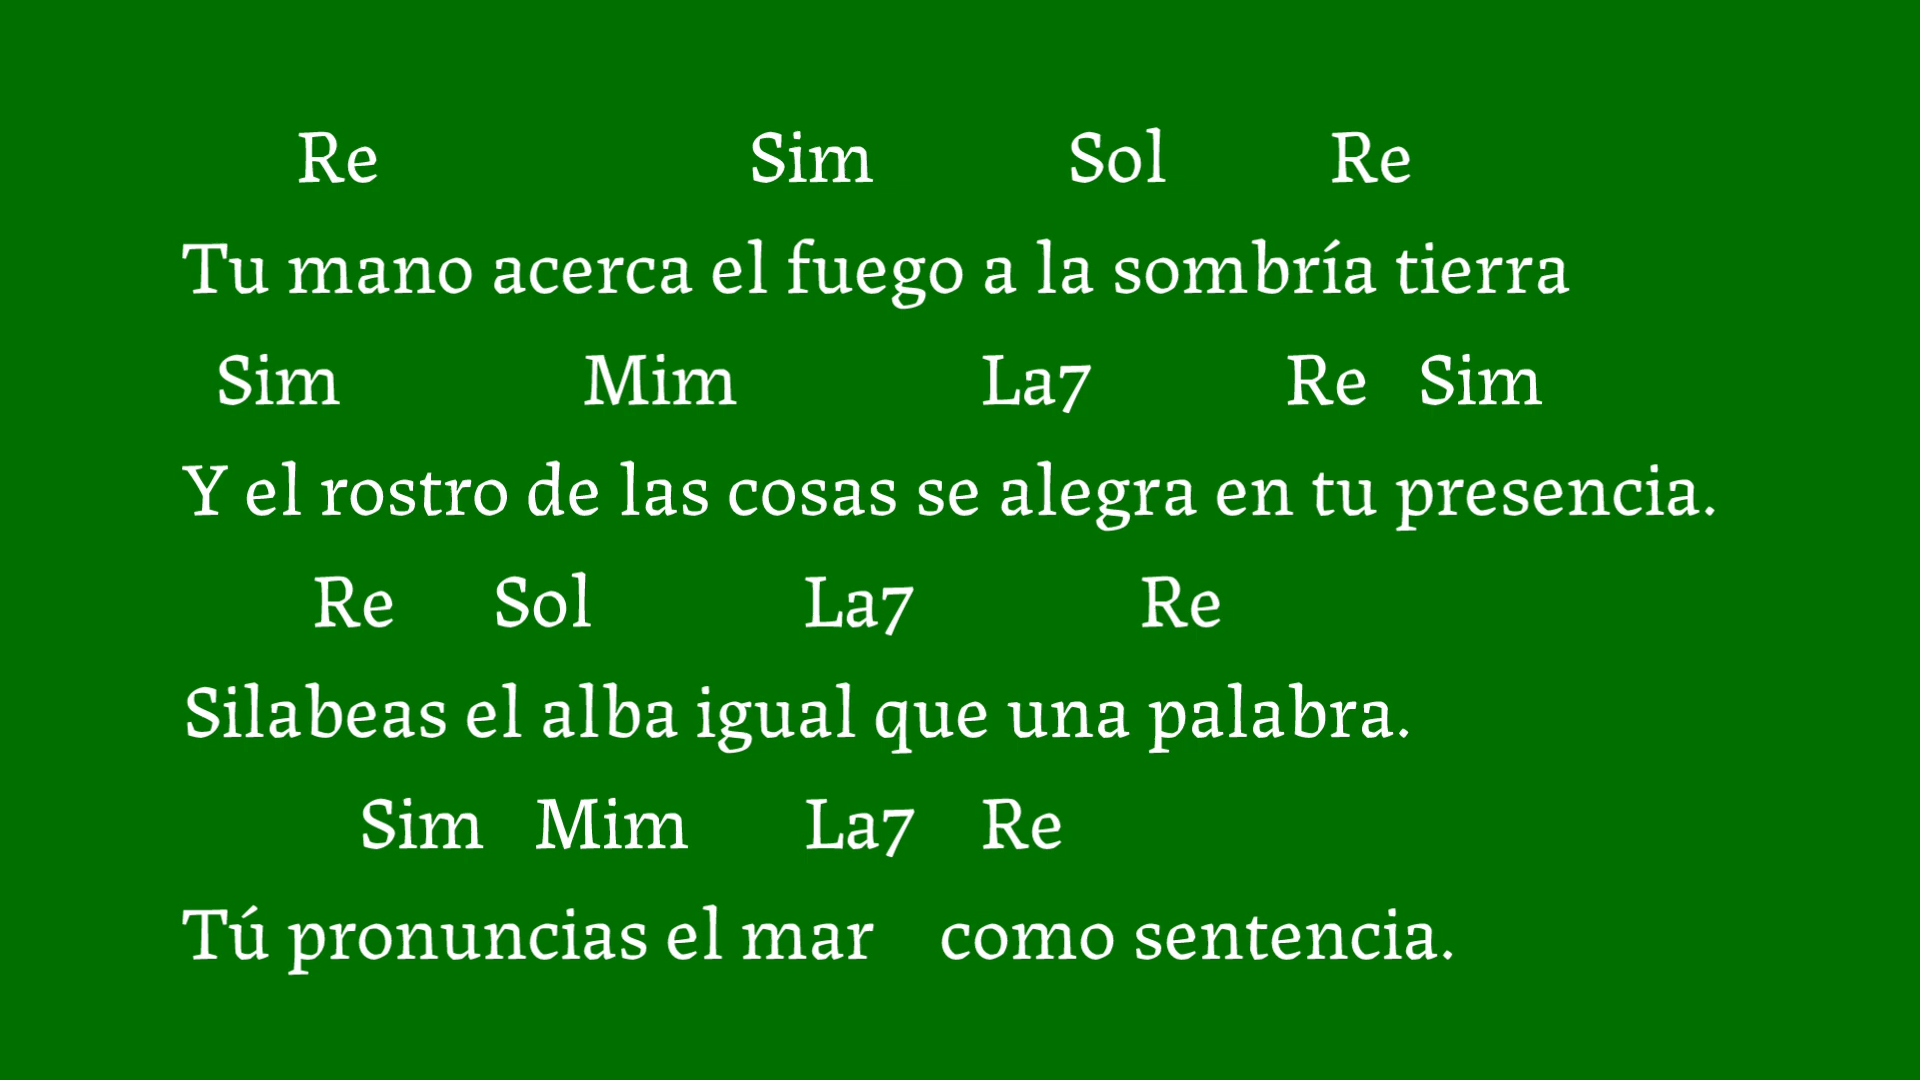 Re Sim Sol Re
Tu mano acerca el fuego a la sombría tierra
Sim Mim La7 Re Sim
Y el rostro de las cosas se alegra en tu presencia.
Re Sol La7 Re
Silabeas el alba igual que una palabra.
Sim Mim La7 Re
Tú pronuncias el mar como sentencia.